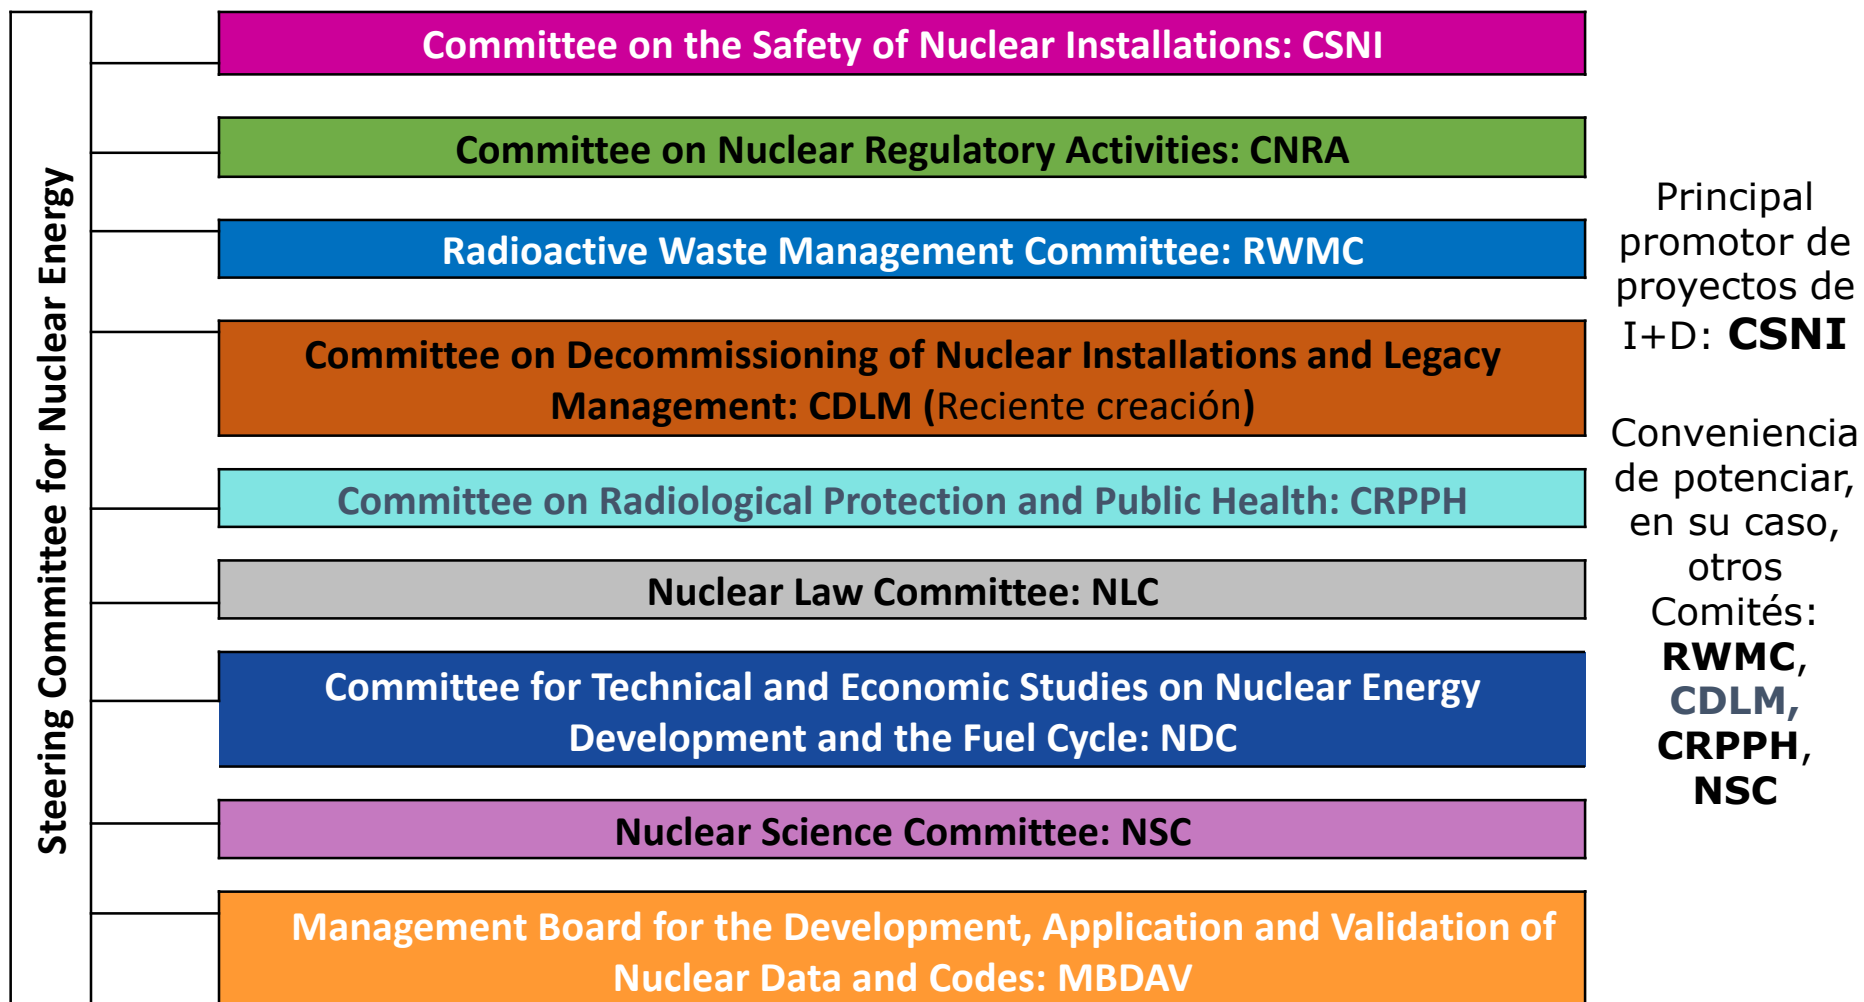 Steering Committee for Nuclear Energy
Committee on the Safety of Nuclear Installations: CSNI
Committee on Nuclear Regulatory Activities: CNRA
Radioactive Waste Management Committee: RWMC
Committee on Decommissioning of Nuclear Installations and Legacy
Management: CDLM (Reciente creación)
Committee on Radiological Protection and Public Health: CRPPH
Nuclear Law Committee: NLC
Committee for Technical and Economic Studies on Nuclear Energy
Development and the Fuel Cycle: NDC
Nuclear Science Committee: NSC
Management Board for the Development, Application and Validation of
Nuclear Data and Codes: MBDAV
Principal
promotor de
proyectos de
I+D: CSNI
Conveniencia
de potenciar,
en su caso,
otros
Comités:
RWMC,
CDLM,
CRPPH,
NSC